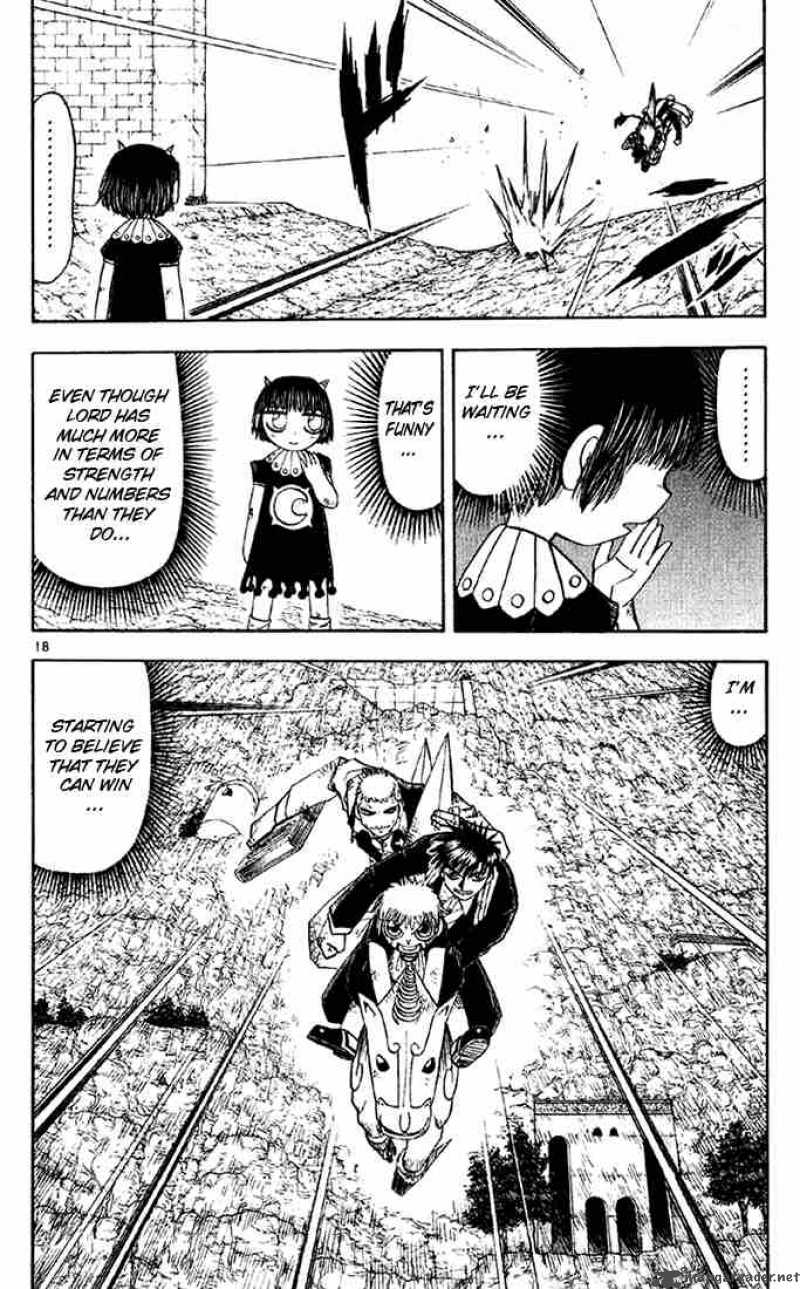 ..........
..........
I'LL BE
WAITING
...
THAT'S
FUNNY
...
EVEN THOUGH
LORD HAS
MUCH MORE
IN TERMS OF
STRENGTH
AND NUMBERS
THAN THEY
DO...
18
I'M
...
STARTING
TO BELIEVE
THAT THEY
CAN WIN
...